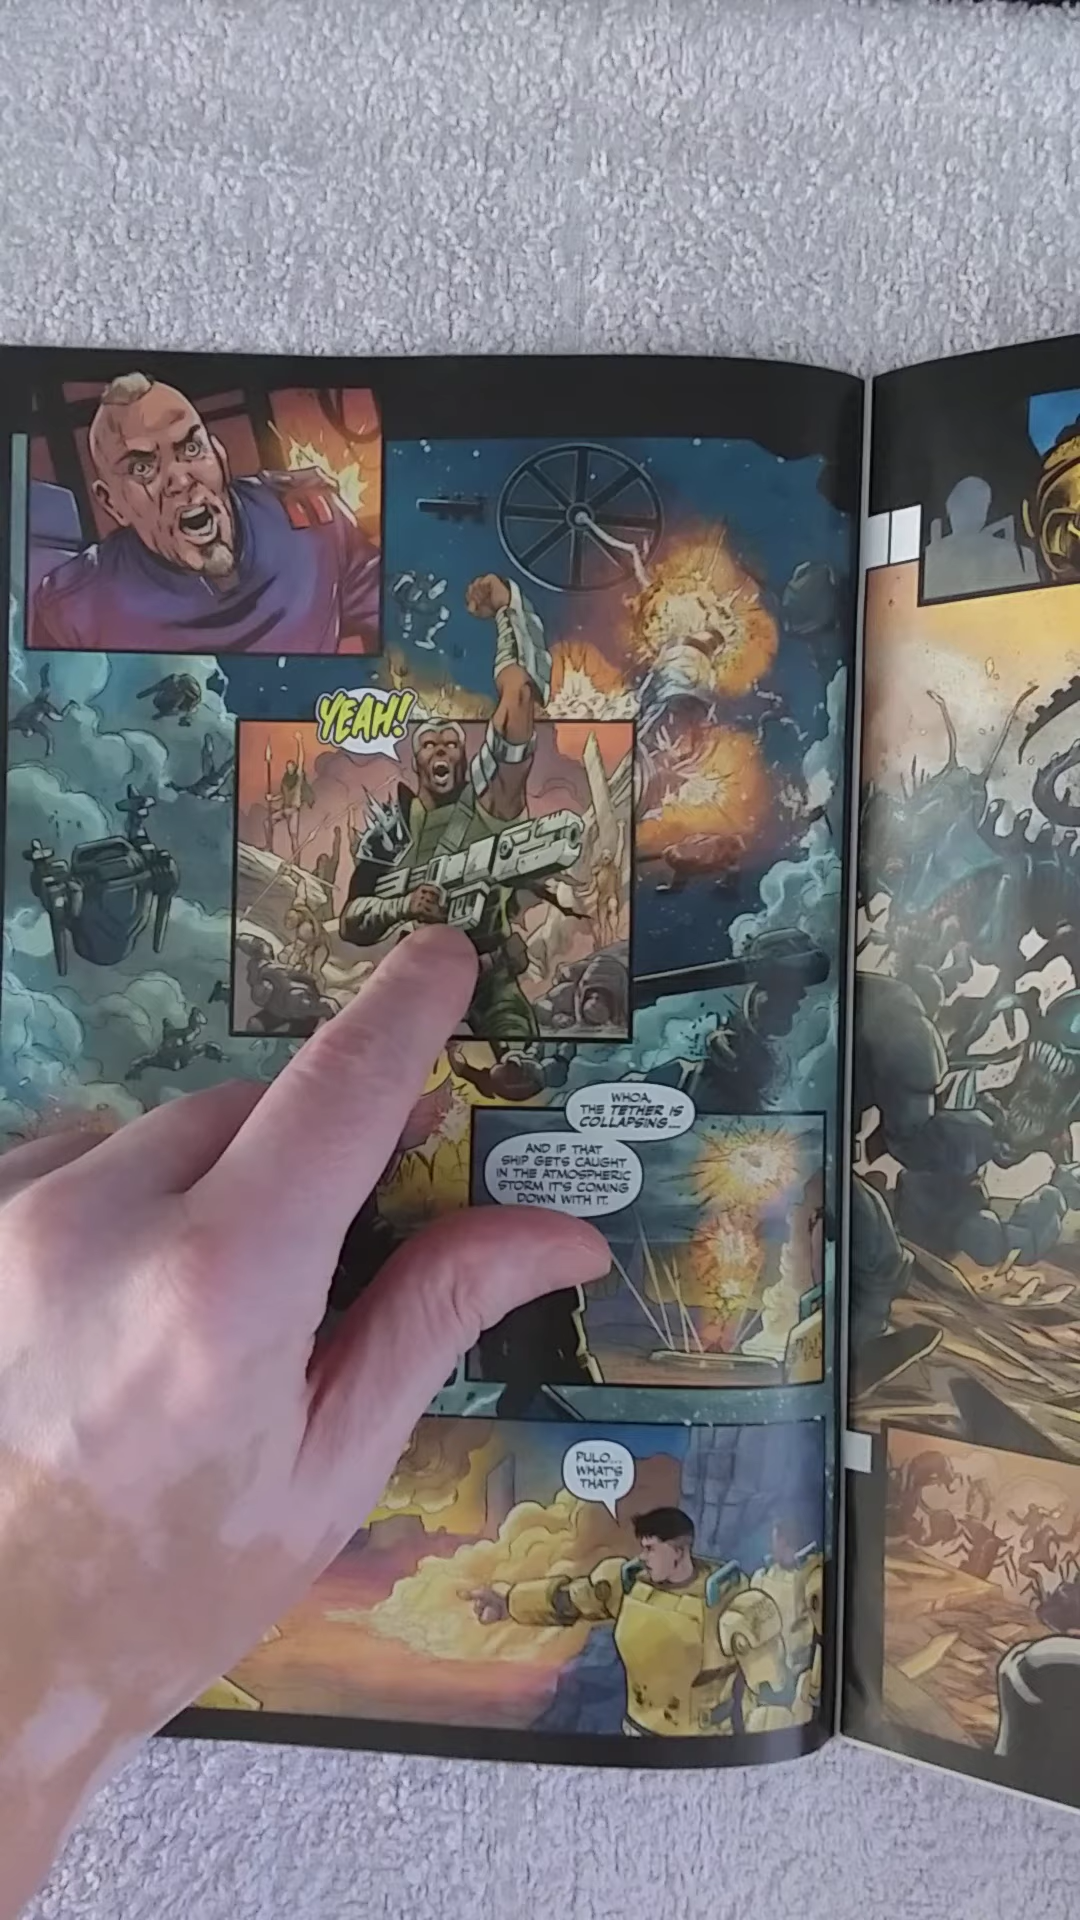 YEAH!
WHOA,
THE TETHER IS
COLLAPSING...
AND IF THAT
SHIP GETS CAUGHT
IN THE ATMOSPHERIC
STORM IT'S COMING
DOWN WITH IT.
PULO...
WHAT'S
THAT?